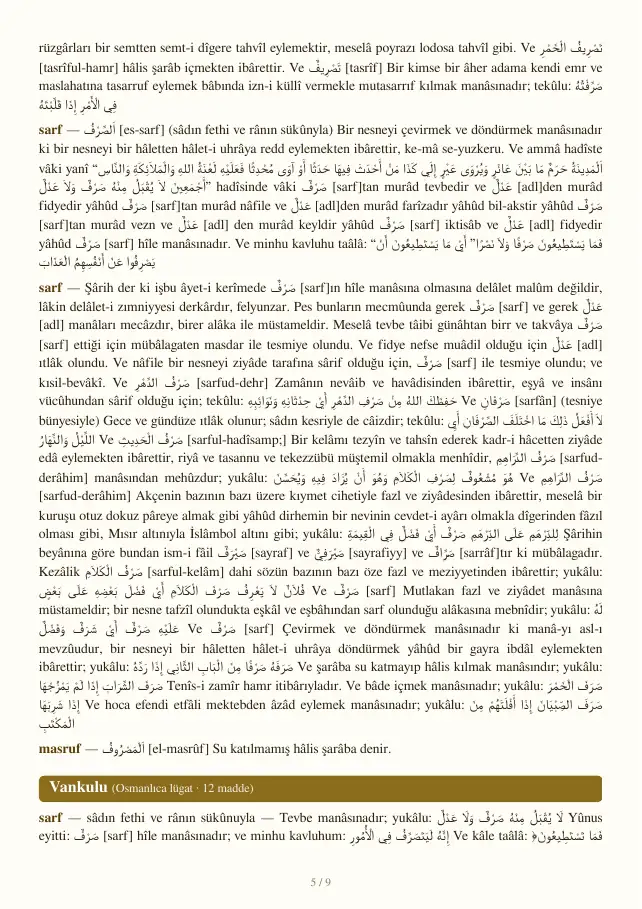 rüzgârları bir semtten semt-i dîgere tahvîl eylemektir, meselâ poyrazı lodosa tahvîl gibi. Ve تَصْرِيفُ الْخَمْرِ
[tasrîful-hamr] hâlis şarâb içmekten ibârettir. Ve تَصْرِيفٌ [tasrîf] Bir kimse bir âher adama kendi emr ve
maslahatına tasarruf eylemek bâbında izn-i küllî vermekle mutasarrıf kılmak manâsınadır; tekûlu: صَرَّفْتُهُ
فِي الْأَمْرِ إِذَا قَلَّبْتَهُ
sarf — اَلصَّرْفُ [es-sarf] (sâdın fethi ve rânın sükûnyla) Bir nesneyi çevirmek ve döndürmek manâsınadır
ki bir nesneyi bir hâletten hâlet-i uhrâya redd eylemekten ibârettir, ke-mâ se-yuzkeru. Ve ammâ hadîste
vâki yanî “اَلْمَدِينَةُ حَرَمٌ مَا بَيْنَ عَائِرٍ وَيُرْوَى عَيْرٍ إِلَى كَذَا مَنْ أَحْدَثَ فِيهَا حَدَثًا أَوْ آوَى مُحْدِثًا فَعَلَيْهِ لَعْنَةُ اللهِ وَالْمَلاَئِكَةِ وَالنَّاسِ
أَجْمَعِينَ لاَ يُقْبَلُ مِنْهُ صَرْفٌ وَلاَ عَدْلٌ” hadîsinde vâki صَرْفٌ [sarf]tan murâd tevbedir ve عَدْلٌ [adl]den murâd
fidyedir yâhûd صَرْفٌ [sarf]tan murâd nâfile ve عَدْلٌ [adl]den murâd farîzadır yâhûd bil-akstir yâhûd صَرْفٌ
[sarf]tan murâd vezn ve عَدْلٌ [adl] den murâd keyldir yâhûd صَرْفٌ [sarf] iktisâb ve عَدْلٌ [adl] fidyedir
yâhûd صَرْفٌ [sarf] hîle manâsınadır. Ve minhu kavluhu taâlâ: “فَمَا يَسْتَطِيعُونَ صَرْفًا وَلاَ نَصْرًا” أَيْ مَا يَسْتَطِيعُونَ أَنْ
يَصْرِفُوا عَنْ أَنْفُسِهِمُ الْعَذَابَ
sarf — Şârih der ki işbu âyet-i kerîmede صَرْفٌ [sarf]ın hîle manâsına olmasına delâlet malûm değildir,
lâkin delâlet-i zımniyyesi derkârdır, felyunzar. Pes bunların mecmûunda gerek صَرْفٌ [sarf] ve gerek عَدْلٌ
[adl] manâları mecâzdır, birer alâka ile müstameldir. Meselâ tevbe tâibi günâhtan birr ve takvâya صَرْفٌ
[sarf] ettiği için mübâlagaten masdar ile tesmiye olundu. Ve fidye nefse muâdil olduğu için عَدْلٌ [adl]
ıtlâk olundu. Ve nâfile bir nesneyi ziyâde tarafına sârif olduğu için, صَرْفٌ [sarf] ile tesmiye olundu; ve
kısil-bevâkî. Ve صَرْفُ الدَّهْرِ [sarfud-dehr] Zamânın nevâib ve havâdisinden ibârettir, eşyâ ve insânı
vücûhundan sârif olduğu için; tekûlu: حَفِظَكَ اللهُ مِنْ صَرْفِ الدَّهْرِ أَيْ حِدْثَانِهِ وَنَوَائِبِهِ Ve صَرْفَانِ [sarfân] (tesniye
bünyesiyle) Gece ve gündüze ıtlâk olunur; sâdın kesriyle de câizdir; tekûlu: لاَ أَفْعَلُ ذَلِكَ مَا اخْتَلَفَ الصَّرْفَانِ أَيِ
اللَّيْلُ وَالنَّهَارُ Ve صَرْفُ الْحَدِيثِ [sarful-hadîsamp;] Bir kelâmı tezyîn ve tahsîn ederek kadr-i hâcetten ziyâde
edâ eylemekten ibârettir, riyâ ve tasannu ve tekezzübü müştemil olmakla menhîdir, صَرْفُ الدَّرَاهِمِ [sarfud-
derâhim] manâsından mehûzdur; yukâlu: هُوَ مَشْعُوفٌ لِصَرْفِ الْكَلاَمِ وَهُوَ أَنْ يُزَادَ فِيهِ وَيُحَسَّنَ Ve صَرْفُ الدَّرَاهِمِ
[sarfud-derâhim] Akçenin bazının bazı üzere kıymet cihetiyle fazl ve ziyâdesinden ibârettir, meselâ bir
kuruşu otuz dokuz pâreye almak gibi yâhûd dirhemin bir nevinin cevdet-i ayârı olmakla dîgerinden fâzıl
olması gibi, Mısır altınıyla İslâmbol altını gibi; yukâlu: لِلدِّرْهَمِ عَلَى الدِّرْهَمِ صَرْفٌ أَيْ فَضْلٌ فِي الْقِيمَةِ Şârihin
beyânına göre bundan ism-i fâil صَيْرَفٌ [sayraf] ve صَيْرَفِيٌّ [sayrafiyy] ve صَرَّافٌ [sarrâf]tır ki mübâlagadır.
Kezâlik صَرْفُ الْكَلاَمِ [sarful-kelâm] dahi sözün bazının bazı öze fazl ve meziyyetinden ibârettir; yukâlu:
فُلاَنٌ لاَ يَعْرِفُ صَرْفَ الْكَلاَمِ أَيْ فَضْلَ بَعْضِهِ عَلَى بَعْضٍ Ve صَرْفٌ [sarf] Mutlakan fazl ve ziyâdet manâsına
müstameldir; bir nesne tafzîl olundukta eşkâl ve eşbâhından sarf olunduğu alâkasına mebnîdir; yukâlu: لَهُ
عَلَيْهِ صَرْفٌ أَيْ شَرَفٌ وَفَضْلٌ Ve صَرْفٌ [sarf] Çevirmek ve döndürmek manâsınadır ki manâ-yı asl-ı
mevzûudur, bir nesneyi bir hâletten hâlet-i uhrâya döndürmek yâhûd bir gayra ibdâl eylemekten
ibârettir; yukâlu: صَرَفَهُ صَرْفًا مِنَ الْبَابِ الثَّانِي إِذَا رَدَّهُ Ve şarâba su katmayıp hâlis kılmak manâsındır; yukâlu:
صَرَفَ الشَّرَابَ إِذَا لَمْ يَمْزُجْهَا Tenîs-i zamîr hamr itibârıyladır. Ve bâde içmek manâsınadır; yukâlu: صَرَفَ الْخَمْرَ
إِذَا شَرِبَهَا Ve hoca efendi etfâli mektebden âzâd eylemek manâsınadır; yukâlu: صَرَفَ الصِّبْيَانَ إِذَا أَقْلَتَهُمْ مِنَ
الْمَكْتَبِ
masruf — اَلْمَصْرُوفُ [el-masrûf] Su katılmamış hâlis şarâba denir.
Vankulu (Osmanlıca lügat · 12 madde)
sarf — sâdın fethi ve rânın sükûnuyla — Tevbe manâsınadır; yukâlu: لَا يُقْبَلُ مِنْهُ صَرْفٌ وَلَا عَدْلٌ Yûnus
eyitti: صَرْفٌ [sarf] hîle manâsınadır; ve minhu kavluhum: إِنَّهُ لَيَتَصَرَّفُ فِي الْأُمُورِ Ve kâle taâlâ: ﴿فَمَا تَسْتَطِيعُونَ
5 / 9